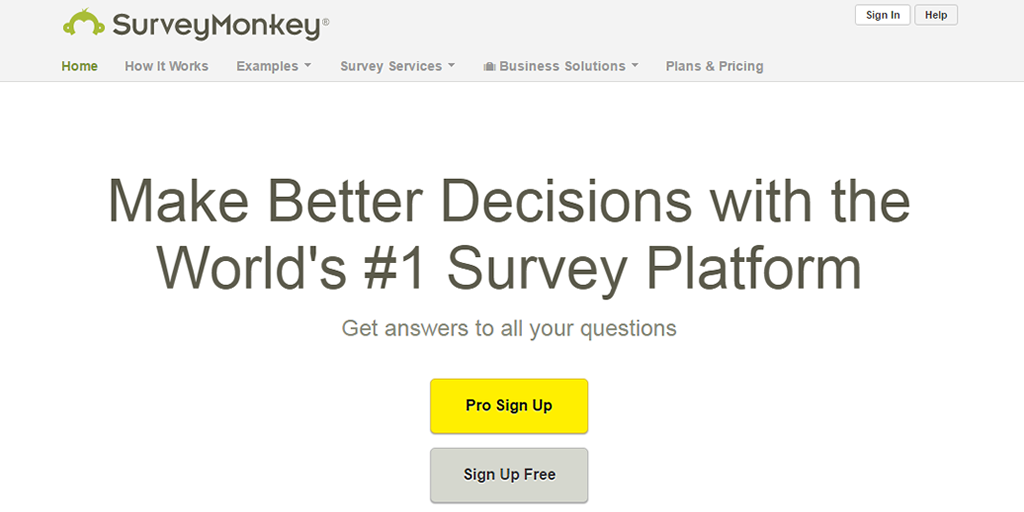 SurveyMonkey®
Sign In Help
Home How It Works Examples Survey Services Business Solutions Plans & Pricing
Make Better Decisions with the
World's #1 Survey Platform
Get answers to all your questions
Pro Sign Up
Sign Up Free